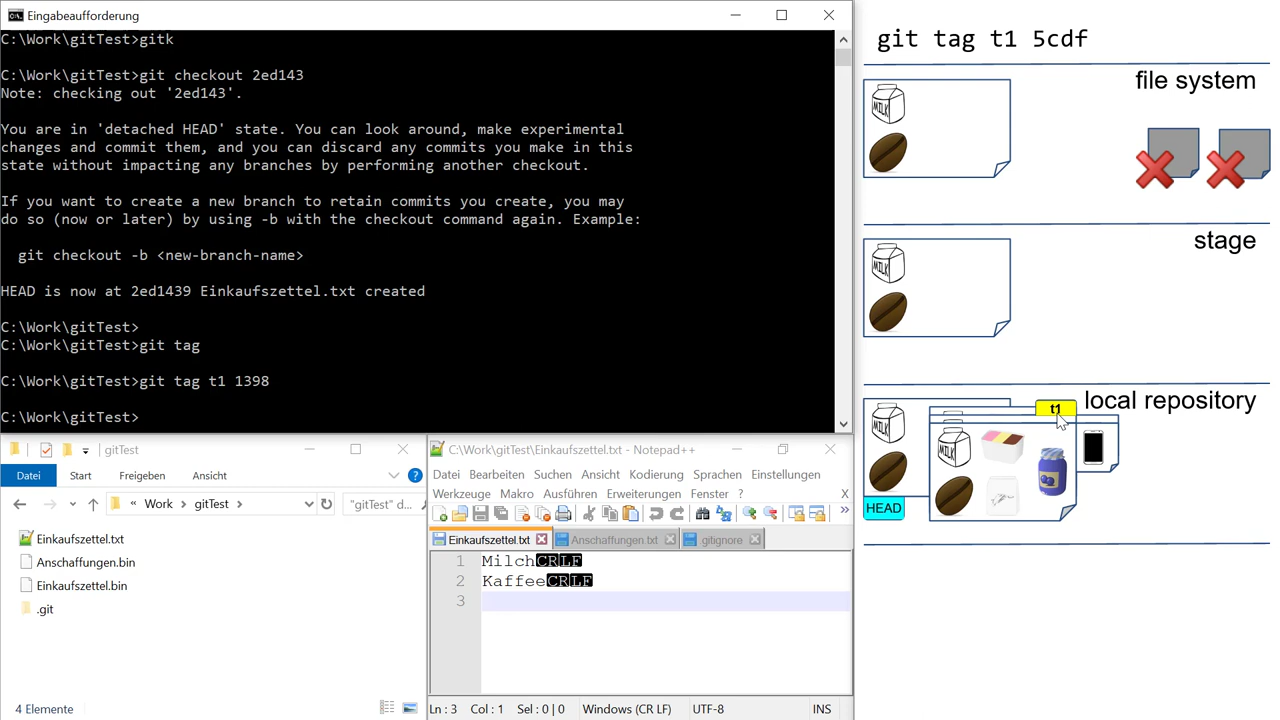 Eingabeaufforderung
C:\Work\gitTest>gitk
C:\Work\gitTest>git checkout 2ed143
Note: checking out '2ed143'.
You are in 'detached HEAD' state. You can look around, make experimental
changes and commit them, and you can discard any commits you make in this
state without impacting any branches by performing another checkout.
If you want to create a new branch to retain commits you create, you may
do so (now or later) by using -b with the checkout command again. Example:
git checkout -b <new-branch-name>
HEAD is now at 2ed1439 Einkaufszettel.txt created
C:\Work\gitTest>
C:\Work\gitTest>git tag
C:\Work\gitTest>git tag t1 1398
C:\Work\gitTest>
gitTest
Datei Start Freigeben Ansicht
« Work gitTest "gitTest" d...
Einkaufszettel.txt
Anschaffungen.bin
Einkaufszettel.bin
.git
4 Elemente
C:\Work\gitTest\Einkaufszettel.txt - Notepad++
Datei Bearbeiten Suchen Ansicht Kodierung Sprachen Einstellungen
Werkzeuge Makro Ausführen Erweiterungen Fenster ? X
Einkaufszettel.txt Anschaffungen.txt .gitignore
1 MilchCRLF
2 KaffeeCRLF
3
Ln : 3 Col : 1 Sel : 0 | 0 Windows (CR LF) UTF-8 INS
git tag t1 5cdf
file system
MILK
stage
MILK
local repository
t1
MILK
MILK
HEAD